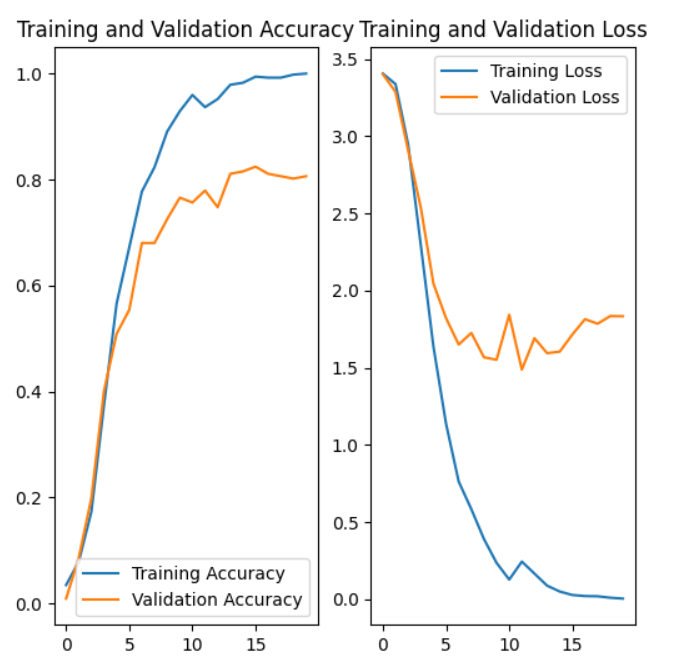 Training and Validation Accuracy
1.0
0.8
0.6
0.4
0.2
0.0
Training Accuracy
Validation Accuracy
0 5 10 15
Training and Validation Loss
3.5
3.0
2.5
2.0
1.5
1.0
0.5
0.0
Training Loss
Validation Loss
0 5 10 15